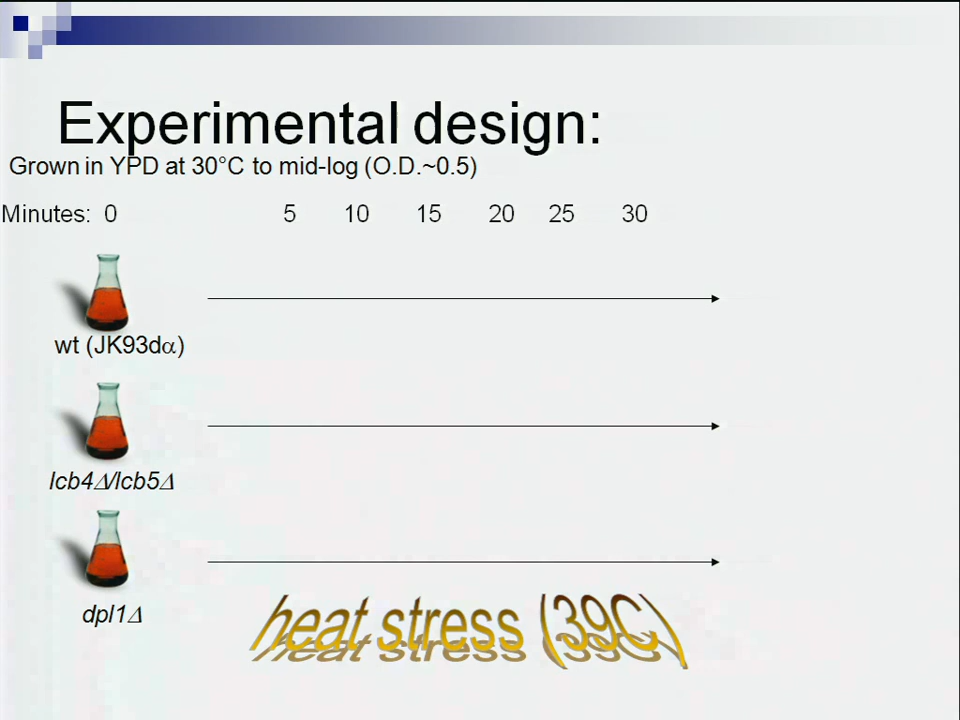 Experimental design:
Grown in YPD at 30°C to mid-log (O.D.~0.5)
Minutes: 0 5 10 15 20 25 30
wt (JK93dα)
lcb4Δ/lcb5Δ
dpl1Δ
heat stress (39C)